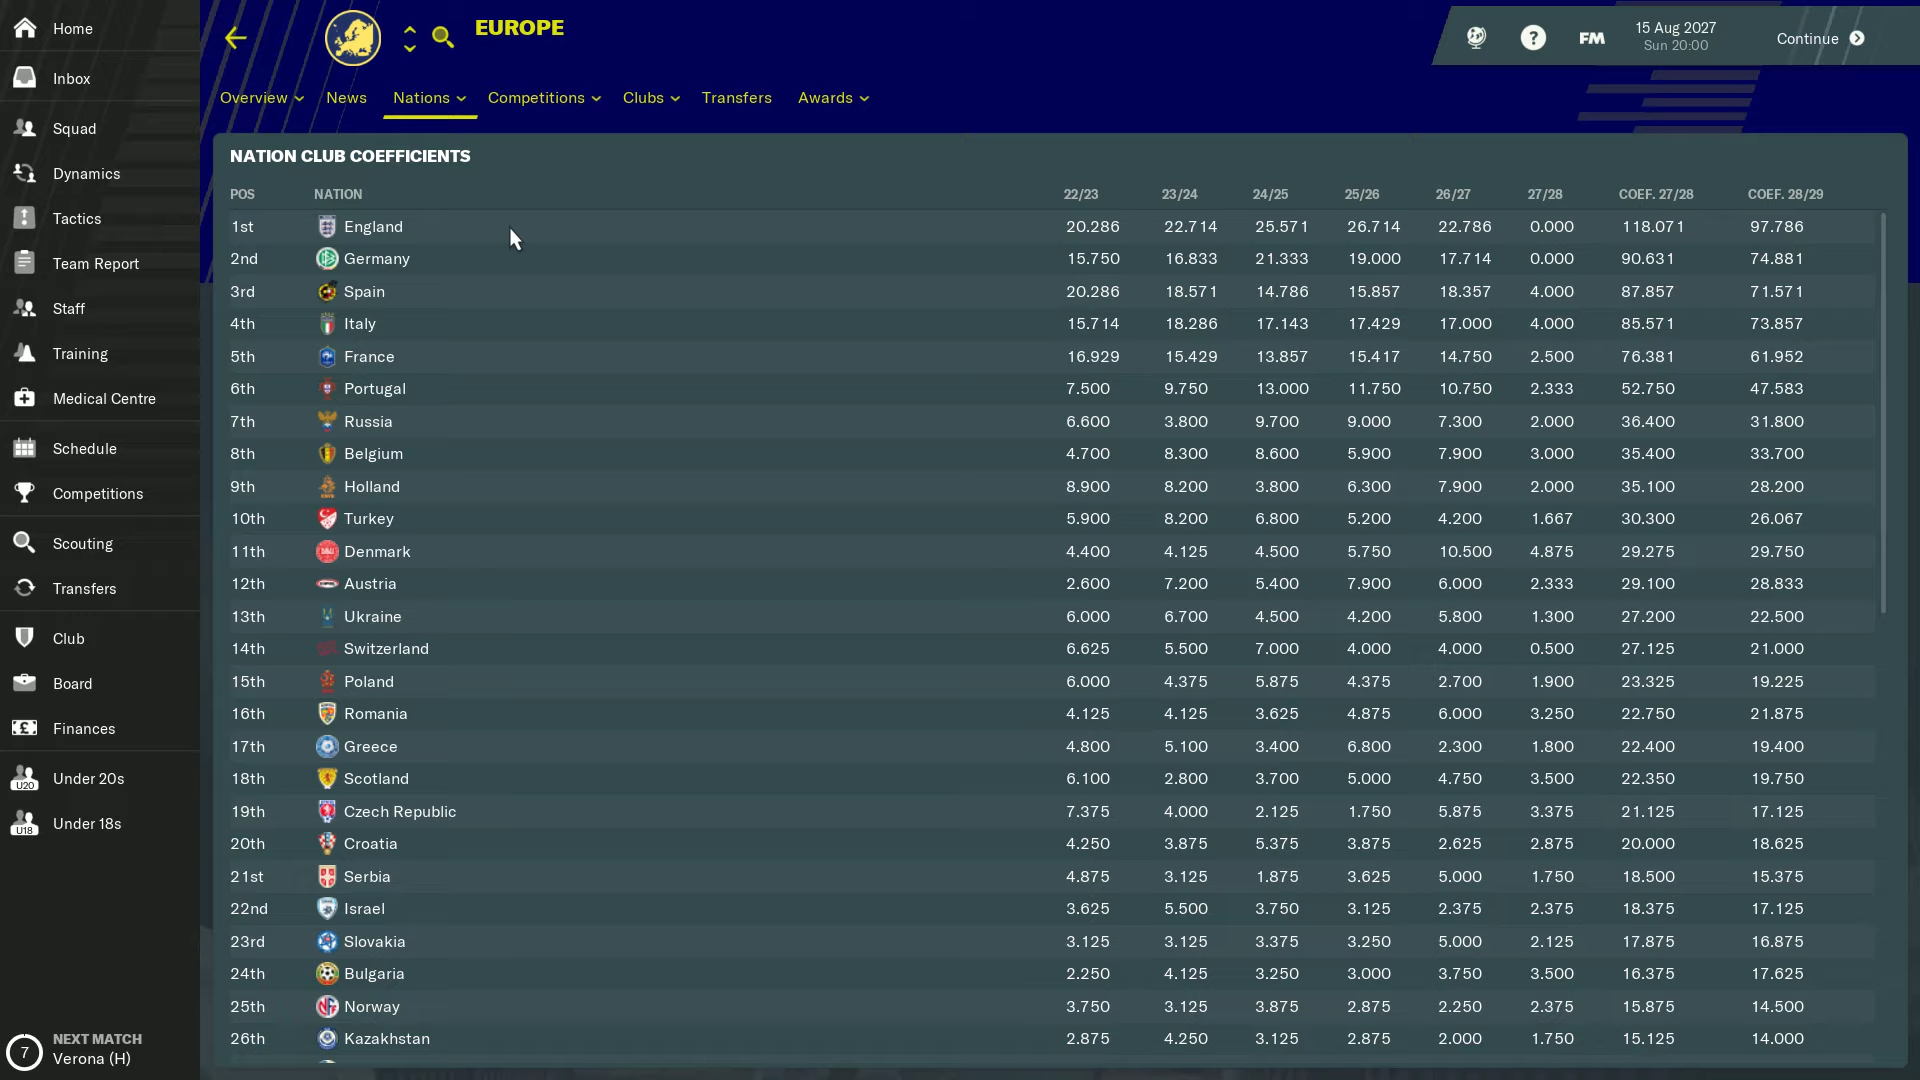 Home
Inbox
Squad
Dynamics
Tactics
Team Report
Staff
Training
Medical Centre
Schedule
Competitions
Scouting
Transfers
Club
Board
Finances
U20 Under 20s
U18 Under 18s
7 NEXT MATCH
Verona (H)
EUROPE
? FM 15 Aug 2027
Sun 20:00
Continue
Overview News Nations Competitions Clubs Transfers Awards
NATION CLUB COEFFICIENTS
POS NATION 22/23 23/24 24/25 25/26 26/27 27/28 COEF. 27/28 COEF. 28/29
1st England 20.286 22.714 25.571 26.714 22.786 0.000 118.071 97.786
2nd Germany 15.750 16.833 21.333 19.000 17.714 0.000 90.631 74.881
3rd Spain 20.286 18.571 14.786 15.857 18.357 4.000 87.857 71.571
4th Italy 15.714 18.286 17.143 17.429 17.000 4.000 85.571 73.857
5th France 16.929 15.429 13.857 15.417 14.750 2.500 76.381 61.952
6th Portugal 7.500 9.750 13.000 11.750 10.750 2.333 52.750 47.583
7th Russia 6.600 3.800 9.700 9.000 7.300 2.000 36.400 31.800
8th Belgium 4.700 8.300 8.600 5.900 7.900 3.000 35.400 33.700
9th Holland 8.900 8.200 3.800 6.300 7.900 2.000 35.100 28.200
10th Turkey 5.900 8.200 6.800 5.200 4.200 1.667 30.300 26.067
11th Denmark 4.400 4.125 4.500 5.750 10.500 4.875 29.275 29.750
12th Austria 2.600 7.200 5.400 7.900 6.000 2.333 29.100 28.833
13th Ukraine 6.000 6.700 4.500 4.200 5.800 1.300 27.200 22.500
14th Switzerland 6.625 5.500 7.000 4.000 4.000 0.500 27.125 21.000
15th Poland 6.000 4.375 5.875 4.375 2.700 1.900 23.325 19.225
16th Romania 4.125 4.125 3.625 4.875 6.000 3.250 22.750 21.875
17th Greece 4.800 5.100 3.400 6.800 2.300 1.800 22.400 19.400
18th Scotland 6.100 2.800 3.700 5.000 4.750 3.500 22.350 19.750
19th Czech Republic 7.375 4.000 2.125 1.750 5.875 3.375 21.125 17.125
20th Croatia 4.250 3.875 5.375 3.875 2.625 2.875 20.000 18.625
21st Serbia 4.875 3.125 1.875 3.625 5.000 1.750 18.500 15.375
22nd Israel 3.625 5.500 3.750 3.125 2.375 2.375 18.375 17.125
23rd Slovakia 3.125 3.125 3.375 3.250 5.000 2.125 17.875 16.875
24th Bulgaria 2.250 4.125 3.250 3.000 3.750 3.500 16.375 17.625
25th Norway 3.750 3.125 3.875 2.875 2.250 2.375 15.875 14.500
26th Kazakhstan 2.875 4.250 3.125 2.875 2.000 1.750 15.125 14.000